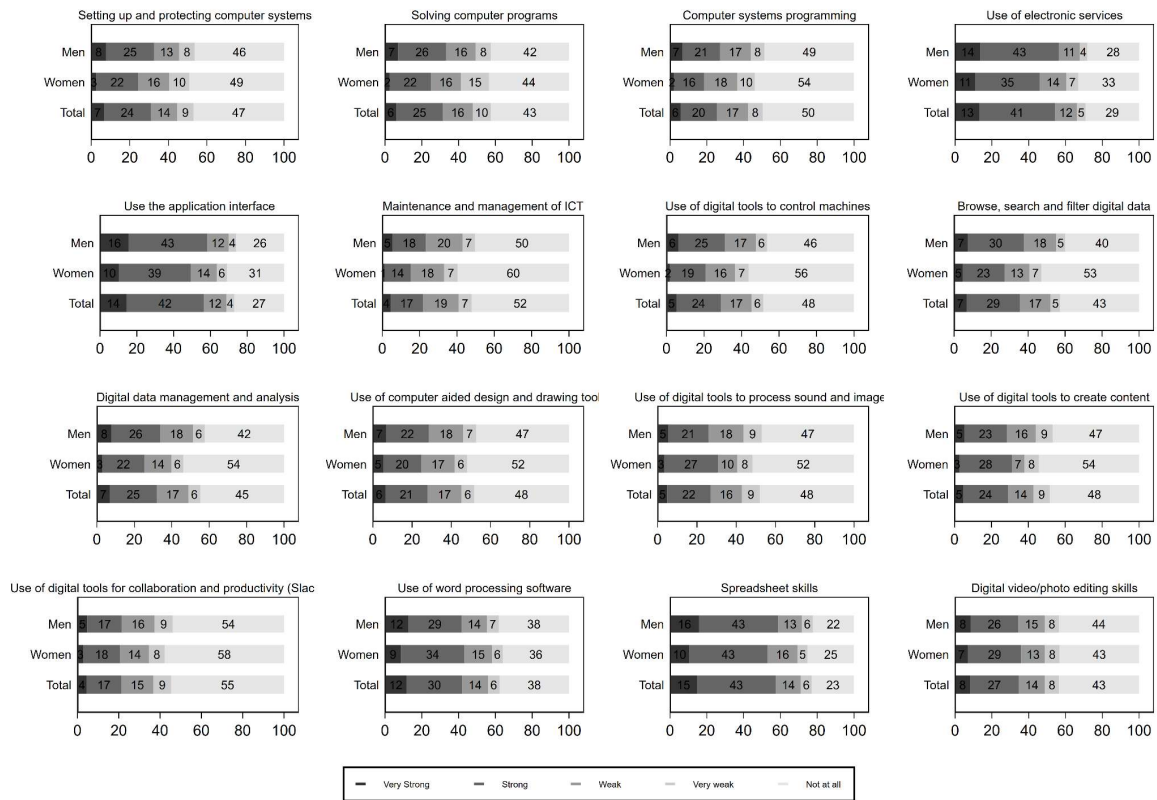 Setting up and protecting computer systems
Men 8 25 13 8 46
Women 3 22 16 10 49
Total 7 24 14 9 47
0 20 40 60 80 100
Solving computer programs
Men 7 26 16 8 42
Women 2 22 16 15 44
Total 6 25 16 10 43
0 20 40 60 80 100
Computer systems programming
Men 7 21 17 8 49
Women 2 16 18 10 54
Total 6 20 17 8 50
0 20 40 60 80 100
Use of electronic services
Men 14 43 11 4 28
Women 11 35 14 7 33
Total 13 41 12 5 29
0 20 40 60 80 100
Use the application interface
Men 16 43 12 4 26
Women 10 39 14 6 31
Total 14 42 12 4 27
0 20 40 60 80 100
Maintenance and management of ICT
Men 5 18 20 7 50
Women 1 14 18 7 60
Total 4 17 19 7 52
0 20 40 60 80 100
Use of digital tools to control machines
Men 6 25 17 6 46
Women 2 19 16 7 56
Total 5 24 17 6 48
0 20 40 60 80 100
Browse, search and filter digital data
Men 7 30 18 5 40
Women 5 23 13 7 53
Total 7 29 17 5 43
0 20 40 60 80 100
Digital data management and analysis
Men 8 26 18 6 42
Women 3 22 14 6 54
Total 7 25 17 6 45
0 20 40 60 80 100
Use of computer aided design and drawing tool
Men 7 22 18 7 47
Women 5 20 17 6 52
Total 6 21 17 6 48
0 20 40 60 80 100
Use of digital tools to process sound and image
Men 5 21 18 9 47
Women 3 27 10 8 52
Total 5 22 16 9 48
0 20 40 60 80 100
Use of digital tools to create content
Men 5 23 16 9 47
Women 3 28 7 8 54
Total 5 24 14 9 48
0 20 40 60 80 100
Use of digital tools for collaboration and productivity (Slac
Men 5 17 16 9 54
Women 3 18 14 8 58
Total 4 17 15 9 55
0 20 40 60 80 100
Use of word processing software
Men 12 29 14 7 38
Women 9 34 15 6 36
Total 12 30 14 6 38
0 20 40 60 80 100
Spreadsheet skills
Men 16 43 13 6 22
Women 10 43 16 5 25
Total 15 43 14 6 23
0 20 40 60 80 100
Digital video/photo editing skills
Men 8 26 15 8 44
Women 7 29 13 8 43
Total 8 27 14 8 43
0 20 40 60 80 100
Very Strong Strong Weak Very weak Not at all